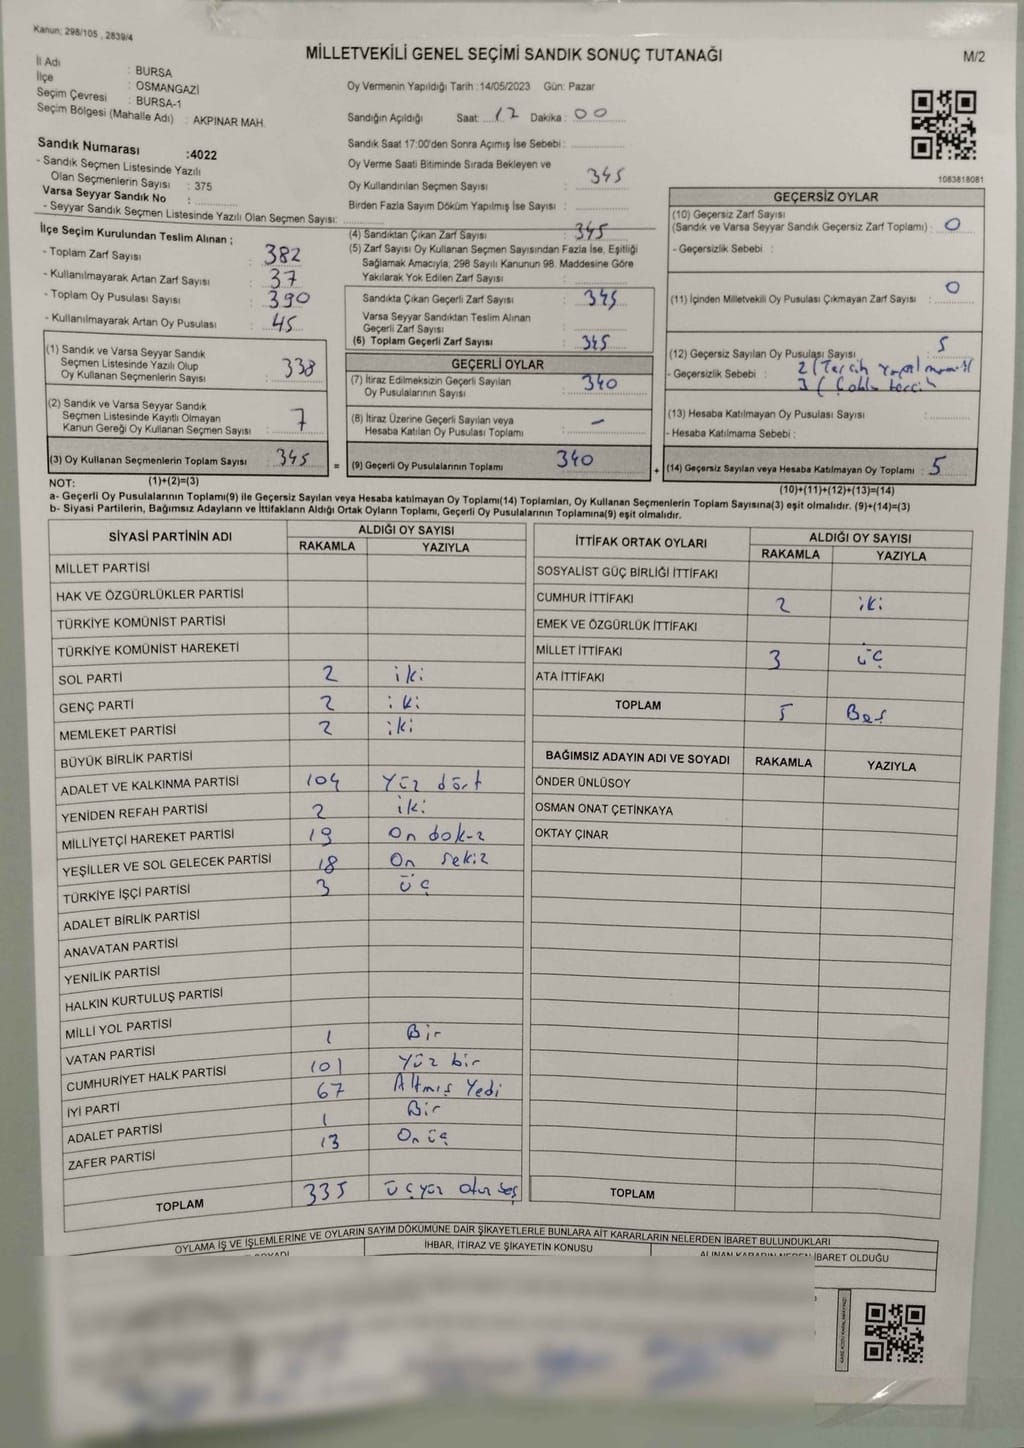 Kanun; 298/105 , 2839/4
MİLLETVEKİLİ GENEL SEÇİMİ SANDIK SONUÇ TUTANAĞI
M/2
İl Adı : BURSA
İlçe : OSMANGAZİ
Seçim Çevresi : BURSA-1
Seçim Bölgesi (Mahalle Adı) : AKPINAR MAH.
Sandık Numarası :4022
- Sandık Seçmen Listesinde Yazılı
Olan Seçmenlerin Sayısı : 375
Varsa Seyyar Sandık No :
- Seyyar Sandık Seçmen Listesinde Yazılı Olan Seçmen Sayısı:
Oy Vermenin Yapıldığı Tarih :14/05/2023 Gün: Pazar
Sandığın Açıldığı Saat: 17 Dakika : 00
Sandık Saat 17:00'den Sonra Açımış İse Sebebi :
Oy Verme Saati Bitiminde Sırada Bekleyen ve
Oy Kullandırılan Seçmen Sayısı : 345
Birden Fazla Sayım Döküm Yapılmış İse Sayısı :
1083818081
İlçe Seçim Kurulundan Teslim Alınan ;
- Toplam Zarf Sayısı : 382
- Kullanılmayarak Artan Zarf Sayısı : 37
- Toplam Oy Pusulası Sayısı : 390
- Kullanılmayarak Artan Oy Pusulası : 45
(1) Sandık ve Varsa Seyyar Sandık
Seçmen Listesinde Yazılı Olup
Oy Kullanan Seçmenlerin Sayısı : 338
(2) Sandık ve Varsa Seyyar Sandık
Seçmen Listesinde Kayıtlı Olmayan
Kanun Gereği Oy Kullanan Seçmen Sayısı : 7
(3) Oy Kullanan Seçmenlerin Toplam Sayısı : 345
(1)+(2)=(3)
(4) Sandıktan Çıkan Zarf Sayısı : 345
(5) Zarf Sayısı Oy Kullanan Seçmen Sayısından Fazla İse, Eşitliği
Sağlamak Amacıyla; 298 Sayılı Kanunun 98. Maddesine Göre
Yakılarak Yok Edilen Zarf Sayısı :
Sandıkta Çıkan Geçerli Zarf Sayısı : 345
Varsa Seyyar Sandıktan Teslim Alınan
Geçerli Zarf Sayısı :
(6) Toplam Geçerli Zarf Sayısı : 345
GEÇERLİ OYLAR
(7) İtiraz Edilmeksizin Geçerli Sayılan
Oy Pusulalarının Sayısı : 340
(8) İtiraz Üzerine Geçerli Sayılan veya
Hesaba Katılan Oy Pusulası Toplamı : -
= (9) Geçerli Oy Pusulalarının Toplamı 340
GEÇERSİZ OYLAR
(10) Geçersiz Zarf Sayısı
(Sandık ve Varsa Seyyar Sandık Geçersiz Zarf Toplamı) : 0
- Geçersizlik Sebebi :
(11) İçinden Milletvekili Oy Pusulası Çıkmayan Zarf Sayısı : 0
(12) Geçersiz Sayılan Oy Pusulası Sayısı : 5
- Geçersizlik Sebebi : 2 (Tercih
3 ( Çoklu tercih
(13) Hesaba Katılmayan Oy Pusulası Sayısı :
- Hesaba Katılmama Sebebi :
+ (14) Geçersiz Sayılan veya Hesaba Katılmayan Oy Toplamı : 5
(10)+(11)+(12)+(13)=(14)
NOT:
a- Geçerli Oy Pusulalarının Toplamı(9) ile Geçersiz Sayılan veya Hesaba katılmayan Oy Toplamı(14) Toplamları, Oy Kullanan Seçmenlerin Toplam Sayısına(3) eşit olmalıdır. (9)+(14)=(3)
b- Siyasi Partilerin, Bağımsız Adayların ve İttifakların Aldığı Ortak Oyların Toplamı, Geçerli Oy Pusulalarının Toplamına(9) eşit olmalıdır.
SİYASİ PARTİNİN ADI ALDIĞI OY SAYISI
RAKAMLA YAZIYLA
MİLLET PARTİSİ
HAK VE ÖZGÜRLÜKLER PARTİSİ
TÜRKİYE KOMÜNİST PARTİSİ
TÜRKİYE KOMÜNİST HAREKETİ
SOL PARTİ 2 iki
GENÇ PARTİ 2 iki
MEMLEKET PARTİSİ 2 iki
BÜYÜK BİRLİK PARTİSİ
ADALET VE KALKINMA PARTİSİ 104 Yüz dört
YENİDEN REFAH PARTİSİ 2 iki
MİLLİYETÇİ HAREKET PARTİSİ 19 On dokuz
YEŞİLLER VE SOL GELECEK PARTİSİ 18 On sekiz
TÜRKİYE İŞÇİ PARTİSİ 3 üç
ADALET BİRLİK PARTİSİ
ANAVATAN PARTİSİ
YENİLİK PARTİSİ
HALKIN KURTULUŞ PARTİSİ
MİLLİ YOL PARTİSİ
VATAN PARTİSİ 1 Bir
CUMHURİYET HALK PARTİSİ 101 Yüz bir
İYİ PARTİ 67 Altmış Yedi
ADALET PARTİSİ 1 Bir
ZAFER PARTİSİ 13 On üç
TOPLAM 335 üçyüz otuz beş
İTTİFAK ORTAK OYLARI ALDIĞI OY SAYISI
RAKAMLA YAZIYLA
SOSYALİST GÜÇ BİRLİĞİ İTTİFAKI
CUMHUR İTTİFAKI 2 iki
EMEK VE ÖZGÜRLÜK İTTİFAKI
MİLLET İTTİFAKI 3 üç
ATA İTTİFAKI
TOPLAM 5 Beş
BAĞIMSIZ ADAYIN ADI VE SOYADI RAKAMLA YAZIYLA
ÖNDER ÜNLÜSOY
OSMAN ONAT ÇETİNKAYA
OKTAY ÇINAR
TOPLAM
OYLAMA İŞ VE İŞLEMLERİNE VE OYLARIN SAYIM DÖKÜMÜNE DAİR ŞİKAYETLERLE BUNLARA AİT KARARLARIN NELERDEN İBARET BULUNDUKLARI
İHBAR, İTİRAZ VE ŞİKAYETİN KONUSU
ALINAN KARARIN NEDEN İBARET OLDUĞU